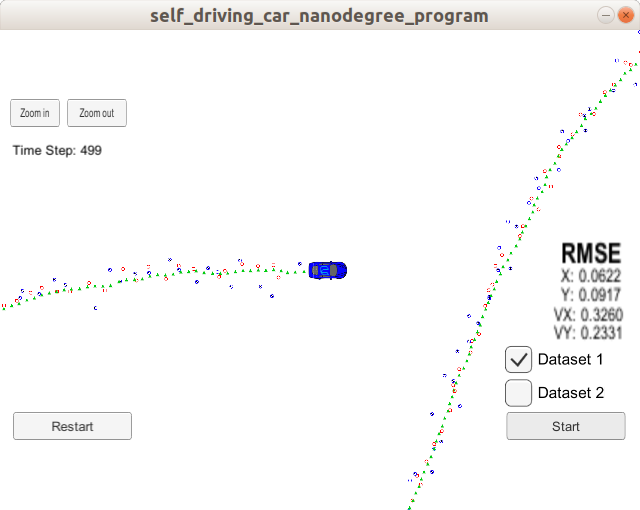 self_driving_car_nanodegree_program
Zoom in
Zoom out
Time Step: 499
RMSE
X: 0.0622
Y: 0.0917
VX: 0.3260
VY: 0.2331
Dataset 1
Dataset 2
Restart
Start